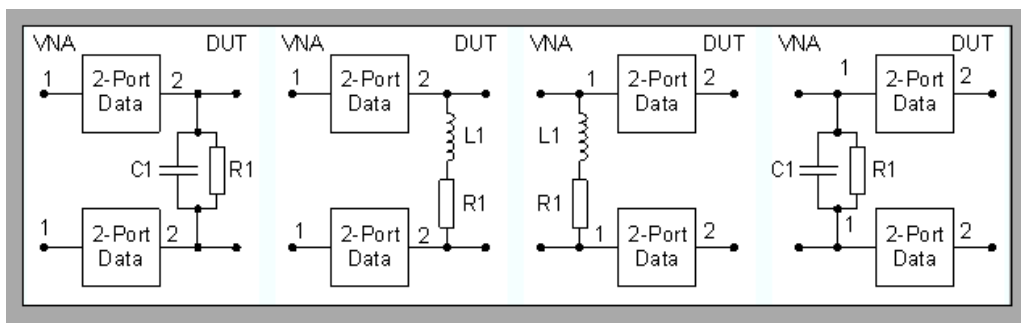 VNA DUT VNA DUT VNA DUT VNA DUT
1 2-Port Data 2 1 2-Port Data 2 1 2-Port Data 2 1 2-Port Data 2
C1 R1 L1 R1 L1 R1 C1 R1
1 2-Port Data 2 1 2-Port Data 2 1 2-Port Data 2 1 2-Port Data 2